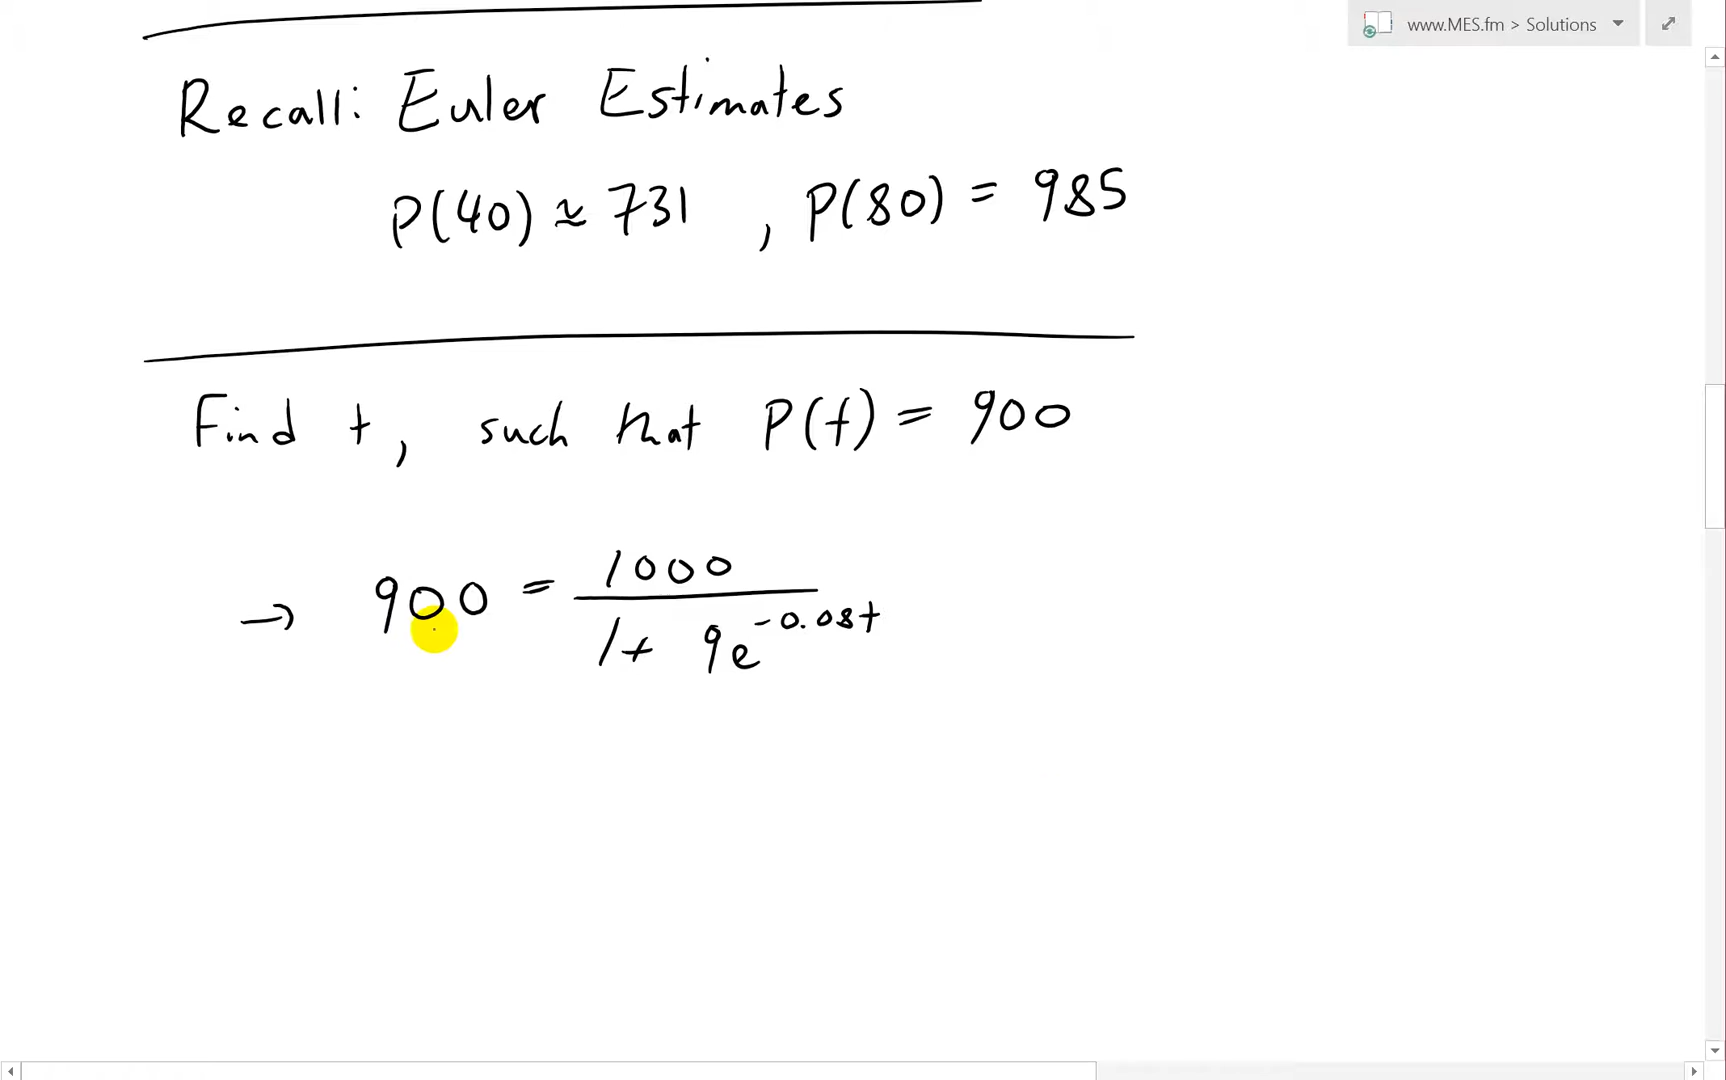 www.MES.fm > Solutions
Recall: Euler Estimates
P(40) ≈ 731 , P(80) = 985
Find t, such that P(t) = 900
→ 900 = 1000 / 1 + 9e^-0.08t